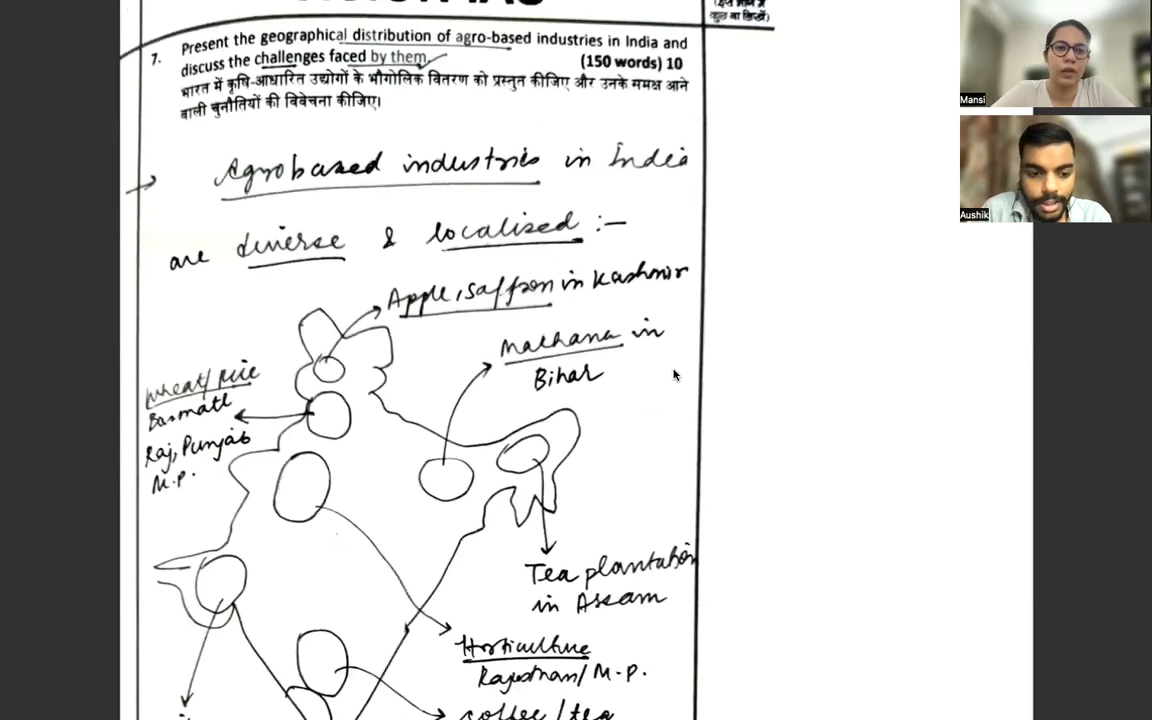 (इस भाग में
कुछ ना लिखें)
7. Present the geographical distribution of agro-based industries in India and
discuss the challenges faced by them.
(150 words) 10
भारत में कृषि-आधारित उद्योगों के भौगोलिक वितरण को प्रस्तुत कीजिए और उनके समक्ष आने
वाली चुनौतियों की विवेचना कीजिए।
Agrobased industries in India
are diverse & localised :-
Apple, saffron in Kashmir
Makhana in
Bihar
Wheat/rice
Basmati
Raj, Punjab
M.P.
Tea plantation
in Assam
Horticulture
Rajasthan/ M.P.
coffee/tea
Mansi
Aushik